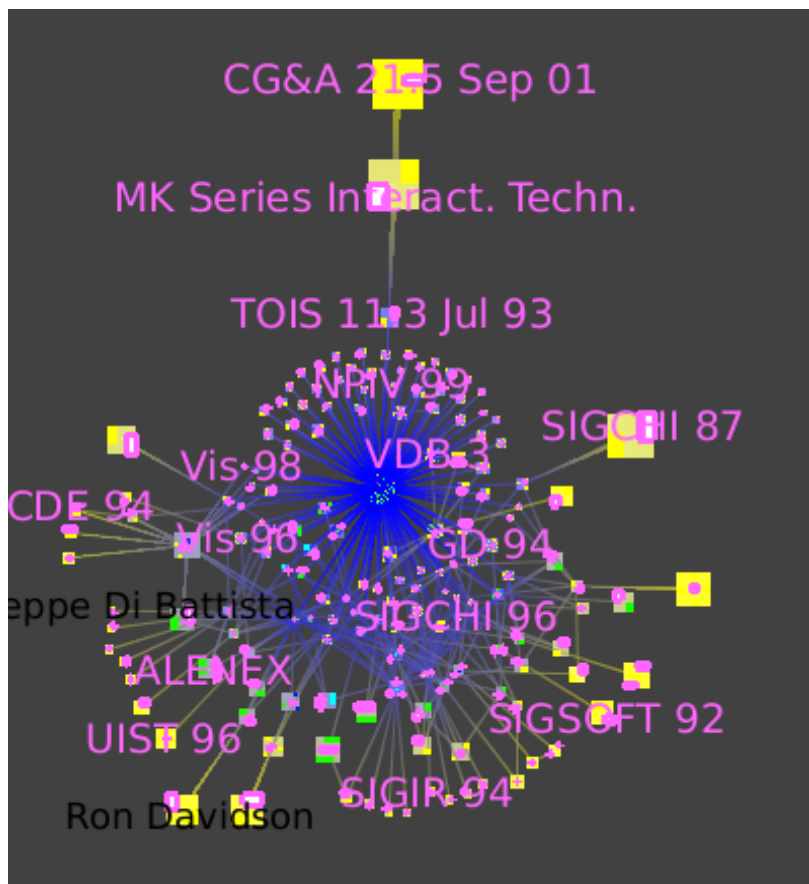 CG&A 21.5 Sep 01
MK Series Interact. Techn.
TOIS 11.3 Jul 93
NPIV 99
SIGCHI 87
VDB 3
Vis 98
CDE 94
Vis 96
GD 94
eppe Di Battista
SIGCHI 96
ALENEX
SIGSOFT 92
UIST 96
SIGIR 94
Ron Davidson